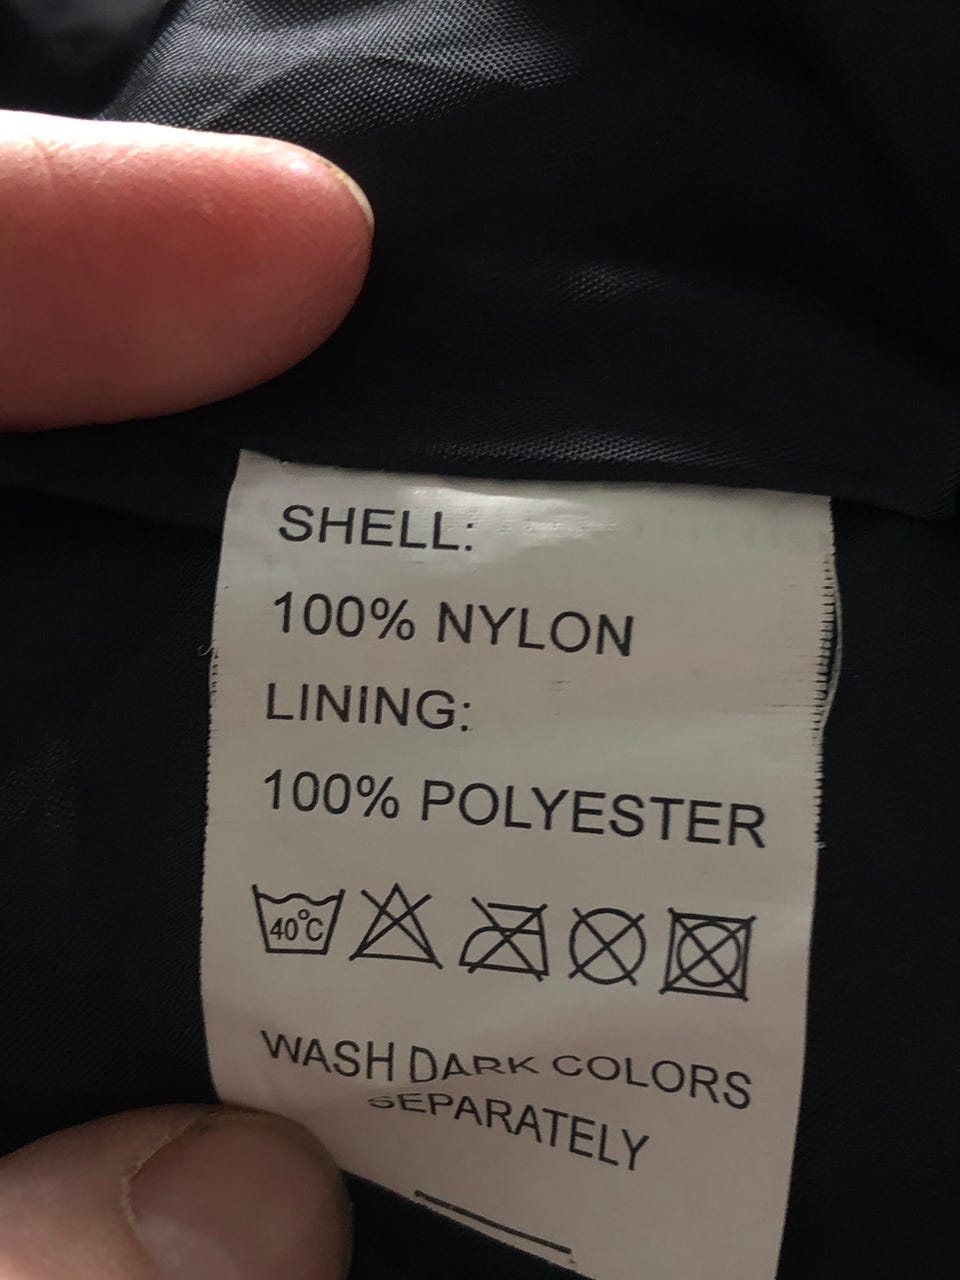 SHELL:
100% NYLON
LINING:
100% POLYESTER
40°C
WASH DARK COLORS
SEPARATELY